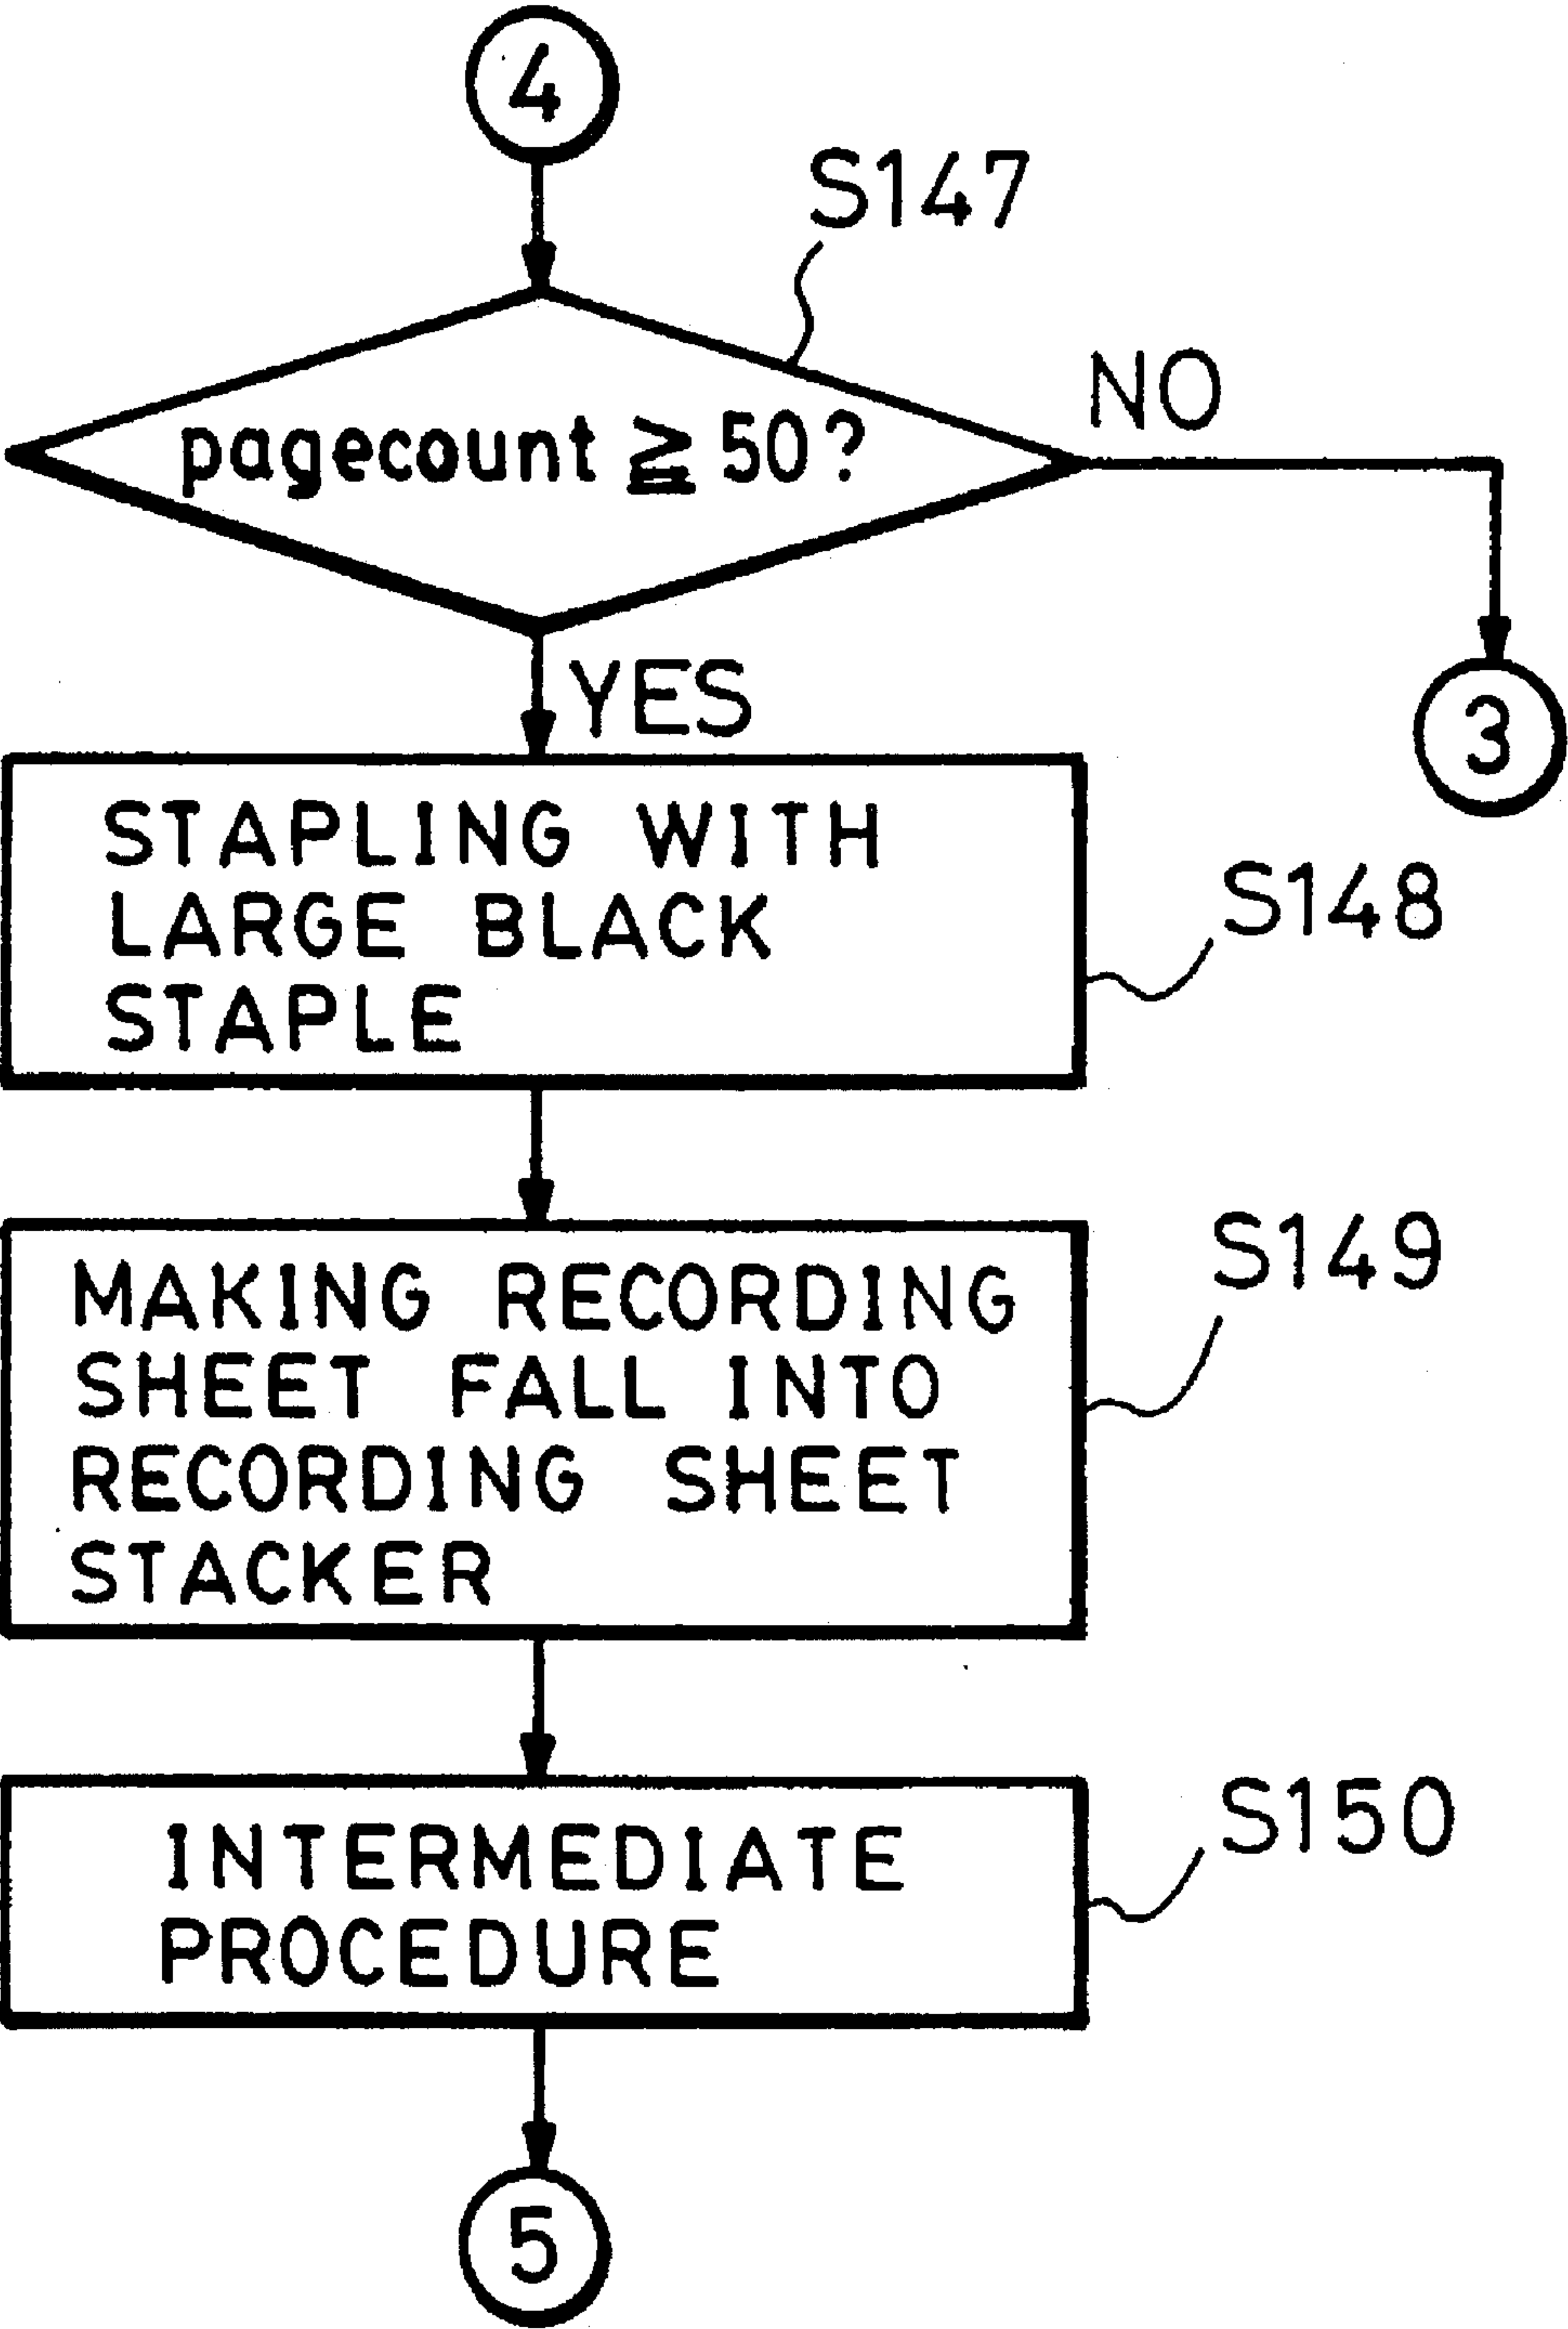 4
S147
pagecount ≧ 50?
NO
YES
3
STAPLING WITH
LARGE BLACK
STAPLE
S148
MAKING RECORDING
SHEET FALL INTO
RECORDING SHEET
STACKER
S149
INTERMEDIATE
PROCEDURE
S150
5